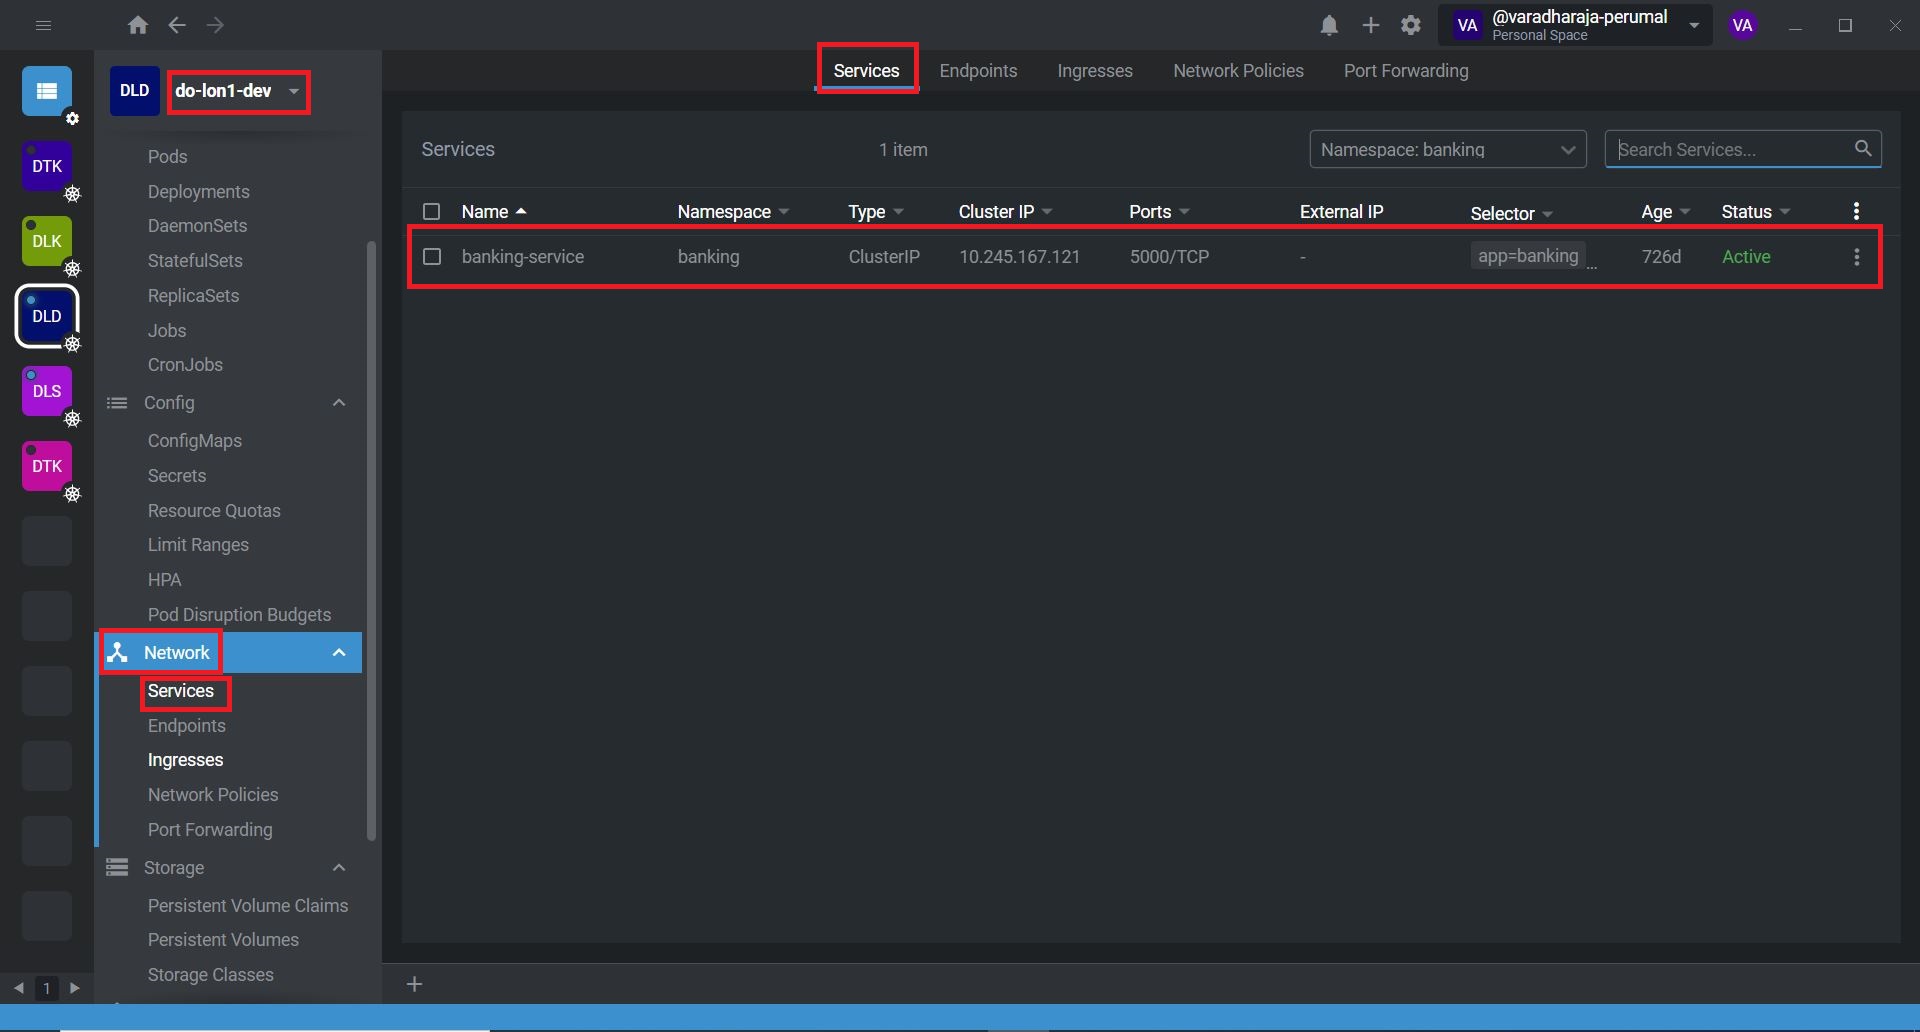 VA @varadharaja-perumal VA
Personal Space
DLD do-lon1-dev
Services Endpoints Ingresses Network Policies Port Forwarding
DTK
DLK
DLD
DLS
DTK
1
Pods
Deployments
DaemonSets
StatefulSets
ReplicaSets
Jobs
CronJobs
Config
ConfigMaps
Secrets
Resource Quotas
Limit Ranges
HPA
Pod Disruption Budgets
Network
Services
Endpoints
Ingresses
Network Policies
Port Forwarding
Storage
Persistent Volume Claims
Persistent Volumes
Storage Classes
Services 1 item Namespace: banking Search Services...
Name Namespace Type Cluster IP Ports External IP Selector Age Status
banking-service banking ClusterIP 10.245.167.121 5000/TCP - app=banking ... 726d Active